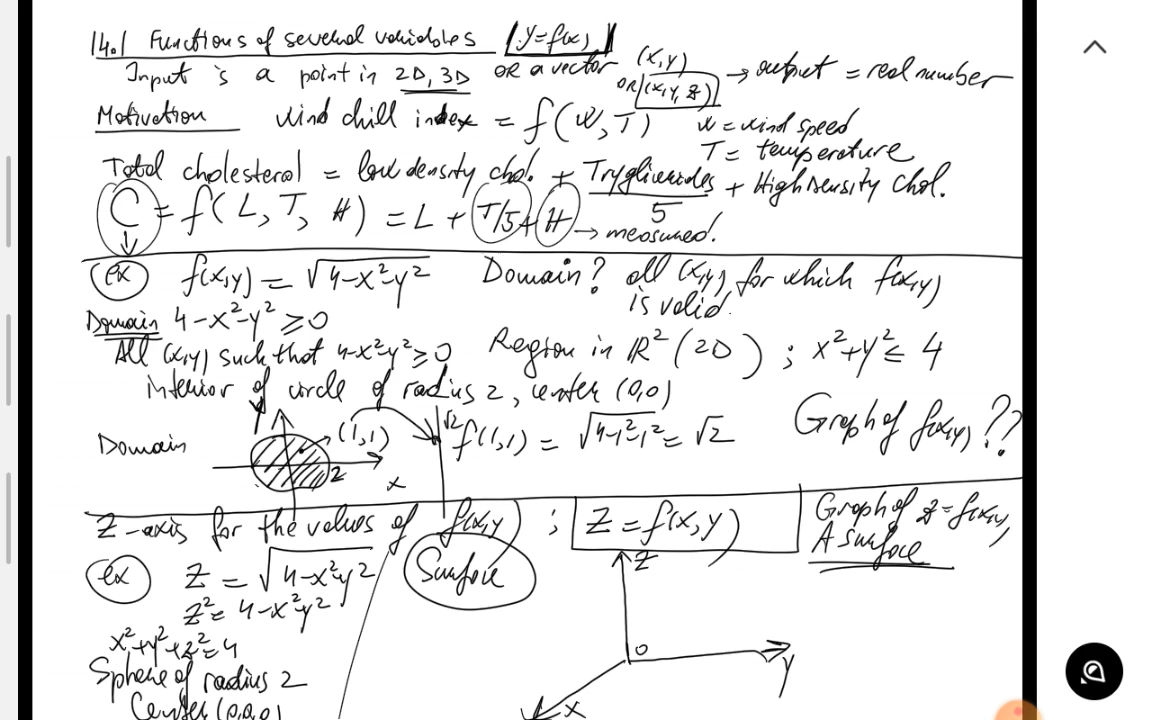 14.1 Functions of several variables [y=f(x)]
Input is a point in 2D, 3D OR a vector (x,y) OR (x,y,z) → output = real number
Motivation wind chill index = f(W,T) w = wind speed
T = temperature
Total cholesterol = low density chol. + Tryglicerides/5 + High Density Chol.
C = f(L, T, H) = L + T/5 + H → measured.
ex f(x,y) = √4-x²-y² Domain? all (x,y) for which f(x,y)
is valid.
Domain 4-x²-y² ≥ 0
All (x,y) such that 4-x²-y² ≥ 0 Region in ℝ² (2D) ; x²+y² ≤ 4
interior of circle of radius 2, center (0,0)
Domain y (1,1) 2 x √2 f(1,1) = √4-1²-1² = √2 Graph of f(x,y) ??
Z-axis for the values of f(x,y) ; Z = f(x,y) Graph of z = f(x,y)
A surface
ex Z = √4-x²-y² Surface Z
Z² = 4-x²-y²
x²+y²+z² = 4 0
Sphere of radius 2 y
Center (0,0,0) x